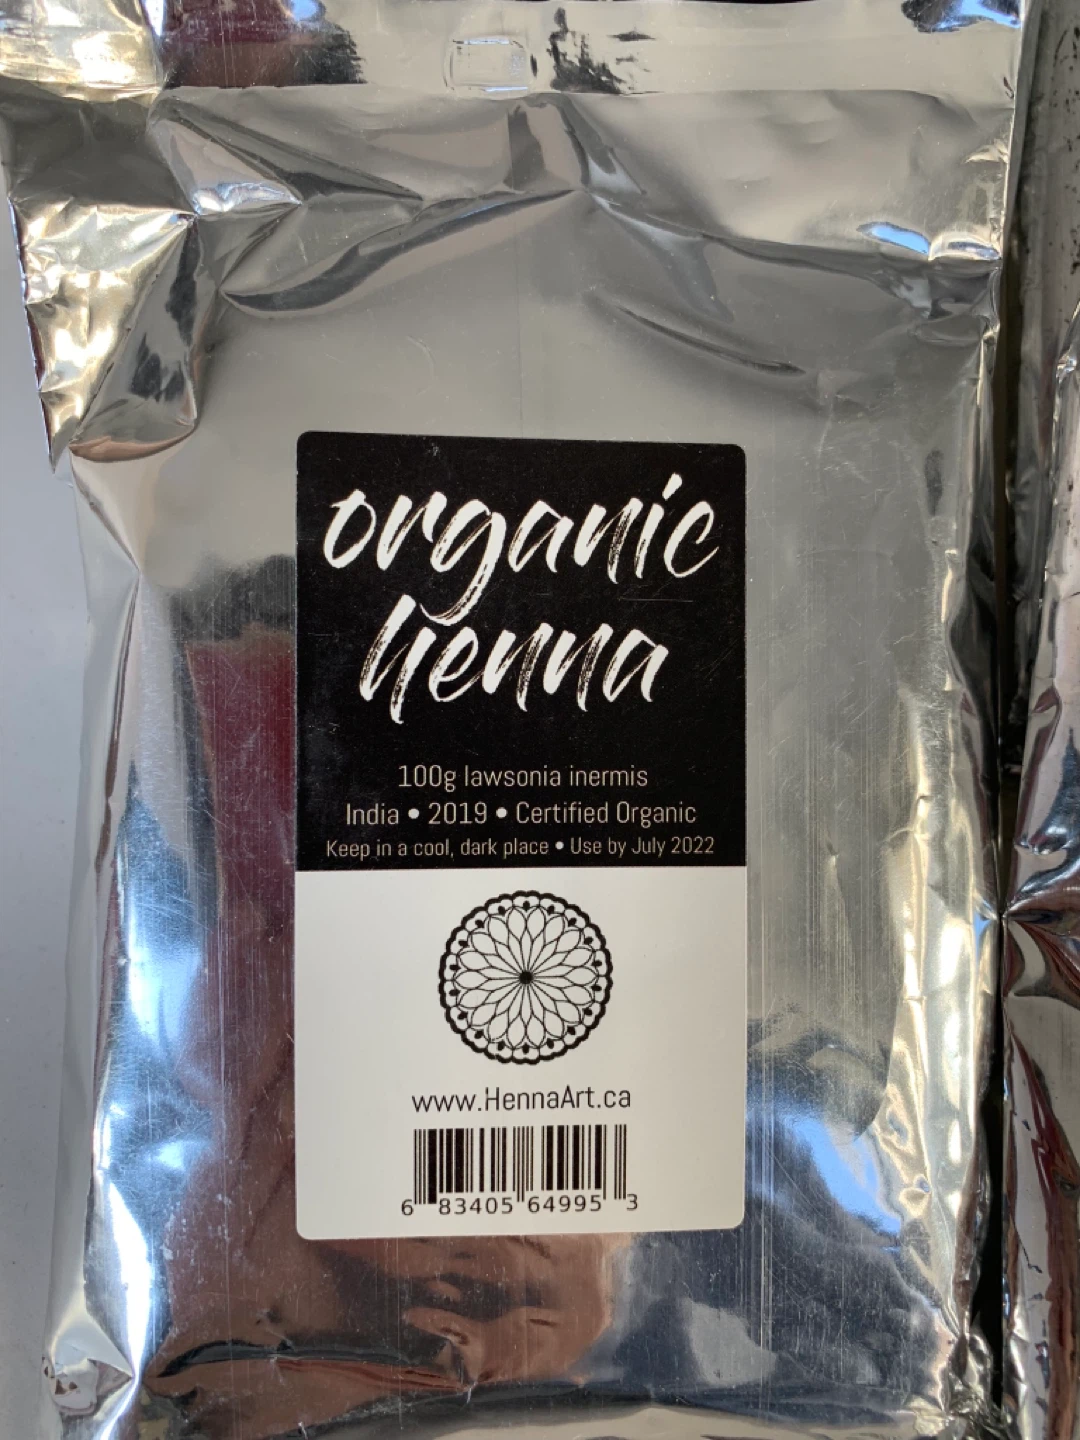 organic
henna
100g lawsonia inermis
India • 2019 • Certified Organic
Keep in a cool, dark place • Use by July 2022
www.HennaArt.ca
6 83405 64995 3